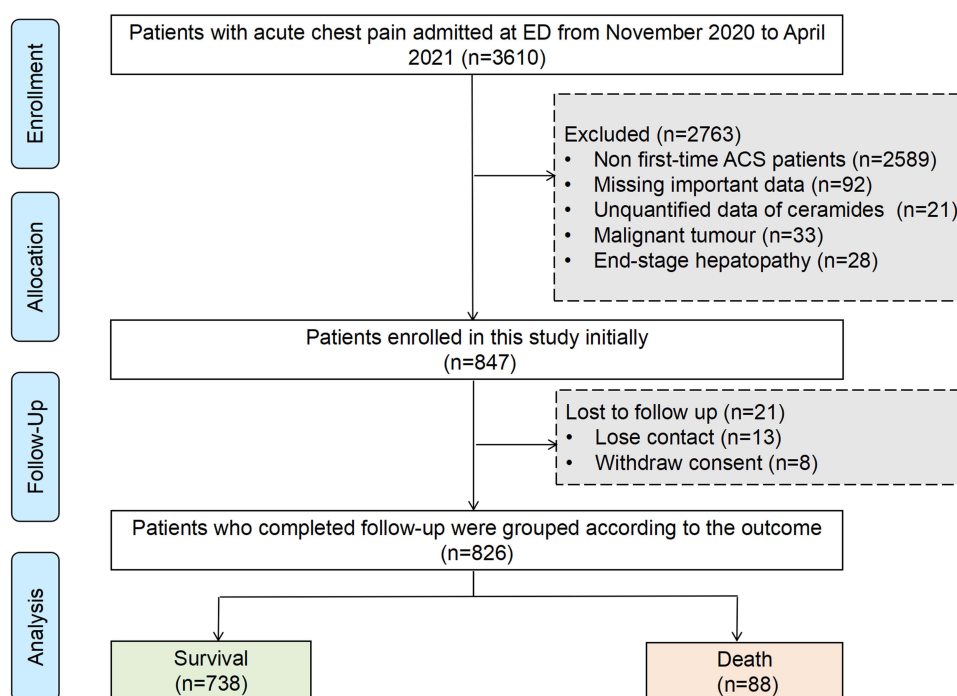 Enrollment
Patients with acute chest pain admitted at ED from November 2020 to April
2021 (n=3610)
Excluded (n=2763)
• Non first-time ACS patients (n=2589)
• Missing important data (n=92)
• Unquantified data of ceramides (n=21)
• Malignant tumour (n=33)
• End-stage hepatopathy (n=28)
Allocation
Patients enrolled in this study initially
(n=847)
Follow-Up
Lost to follow up (n=21)
• Lose contact (n=13)
• Withdraw consent (n=8)
Patients who completed follow-up were grouped according to the outcome
(n=826)
Analysis
Survival
(n=738)
Death
(n=88)